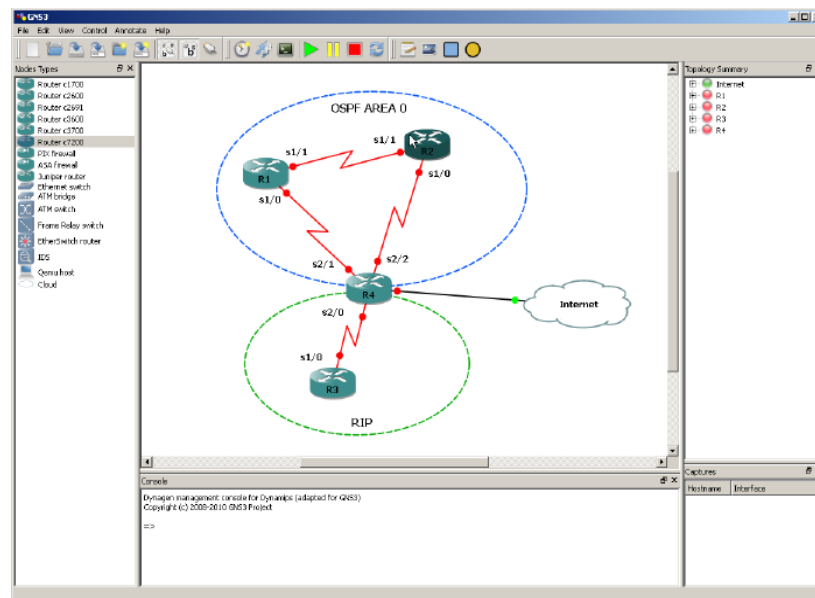 GNS3
File Edit View Control Annotate Help
Nodes Types
Router c1700
Router c2600
Router c2691
Router c3600
Router c3700
Router c7200
PIX firewall
ASA firewall
Juniper router
Ethernet switch
ATM bridge
ATM switch
Frame Relay switch
EtherSwitch router
IDS
Qemu host
Cloud
OSPF AREA 0
s1/1
s1/1
R2
R1
s1/0
s1/0
s2/1
s2/2
R4
Internet
s2/0
s1/0
R3
RIP
Topology Summary
Internet
R1
R2
R3
R4
Console
Dynagen management console for Dynamips (adapted for GNS3)
Copyright (c) 2008-2010 GNS3 Project
=>
Captures
Hostname Interface